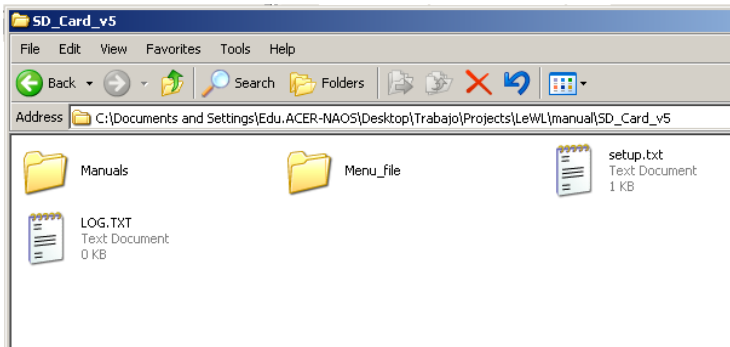 SD_Card_v5
File Edit View Favorites Tools Help
Back Search Folders
Address C:\Documents and Settings\Edu.ACER-NAOS\Desktop\Trabajo\Projects\LeWL\manual\SD_Card_v5
Manuals
Menu_file
setup.txt
Text Document
1 KB
LOG.TXT
Text Document
0 KB